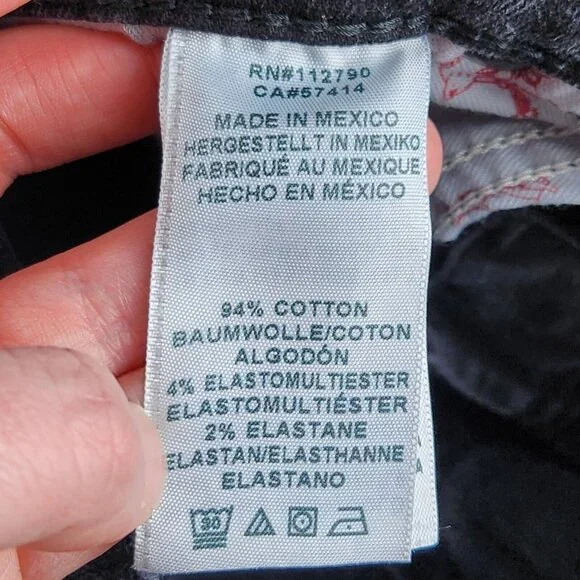 RN#112790
CA#57414
MADE IN MEXICO
HERGESTELLT IN MEXIKO
FABRIQUÉ AU MEXIQUE
HECHO EN MÉXICO
94% COTTON
BAUMWOLLE/COTON
ALGODÓN
4% ELASTOMULTIESTER
ELASTOMULTIÉSTER
2% ELASTANE
ELASTAN/ELASTHANNE
ELASTANO
30